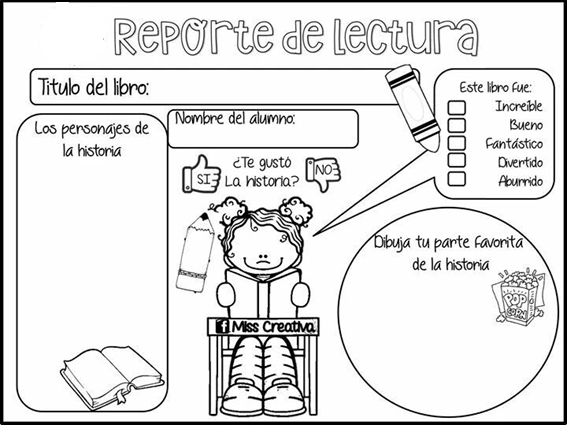 RepOrte de Lectura
Titulo del libro:
Este libro fue:
Increíble
Bueno
Fantástico
Divertido
Aburrido
Nombre del alumno:
Los personajes de
la historia
¿Te gustó
La historia?
SI
NO
Dibuja tu parte favorita
de la historia
POP
CORN
f Miss Creativa